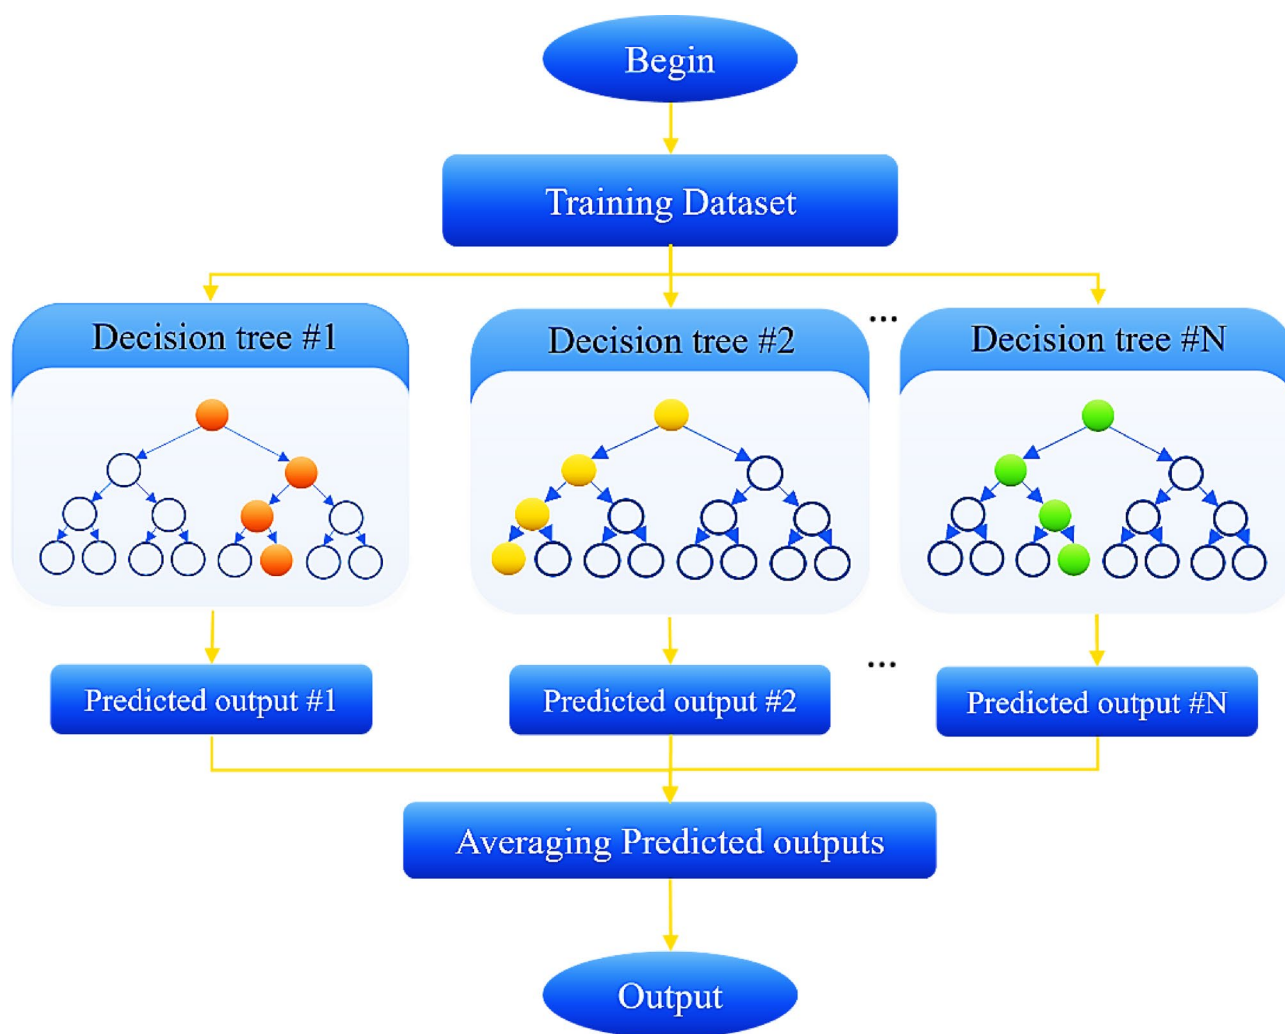 Begin
Training Dataset
Decision tree #1
Decision tree #2
...
Decision tree #N
Predicted output #1
Predicted output #2
...
Predicted output #N
Averaging Predicted outputs
Output